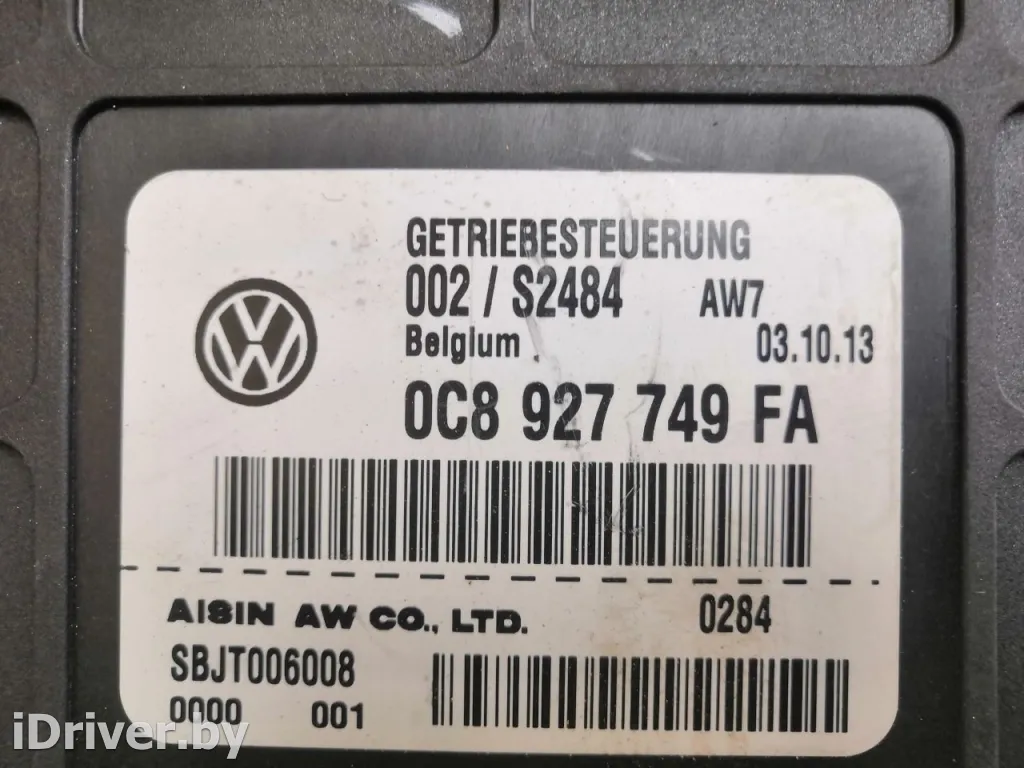 GETRIEBESTEUERUNG
002 / S2484 AW7
Belgium 03.10.13
0C8 927 749 FA
AISIN AW CO., LTD. 0284
SBJT006008
0000 001
iDriver.by